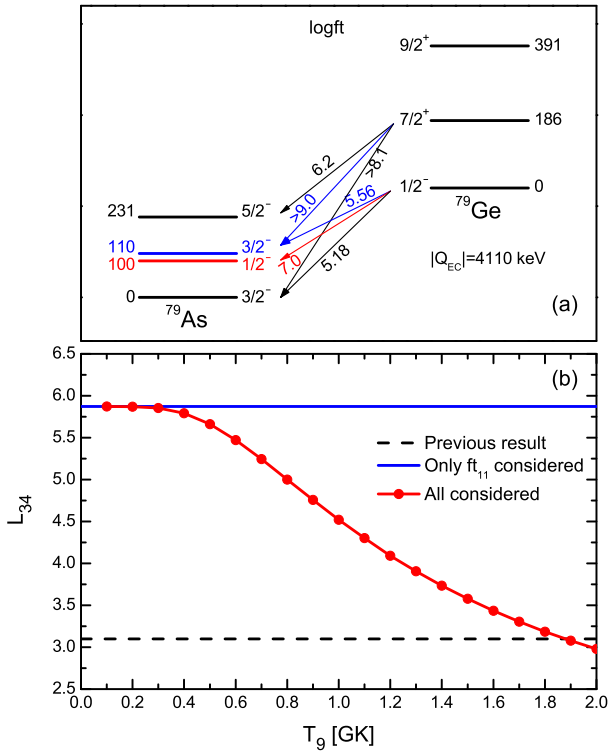 (a)
logft
9/2⁺ 391
7/2⁺ 186
1/2⁻ 0
⁷⁹Ge
6.2
>8.1
>9.0
5.56
7.0
5.18
231 5/2⁻
110 3/2⁻
100 1/2⁻
0 3/2⁻
⁷⁹As
|Q_EC|=4110 keV
(b)
Previous result
Only ft₁₁ considered
All considered
L₃₄
6.5
6.0
5.5
5.0
4.5
4.0
3.5
3.0
2.5
0.0 0.2 0.4 0.6 0.8 1.0 1.2 1.4 1.6 1.8 2.0
T₉ [GK]